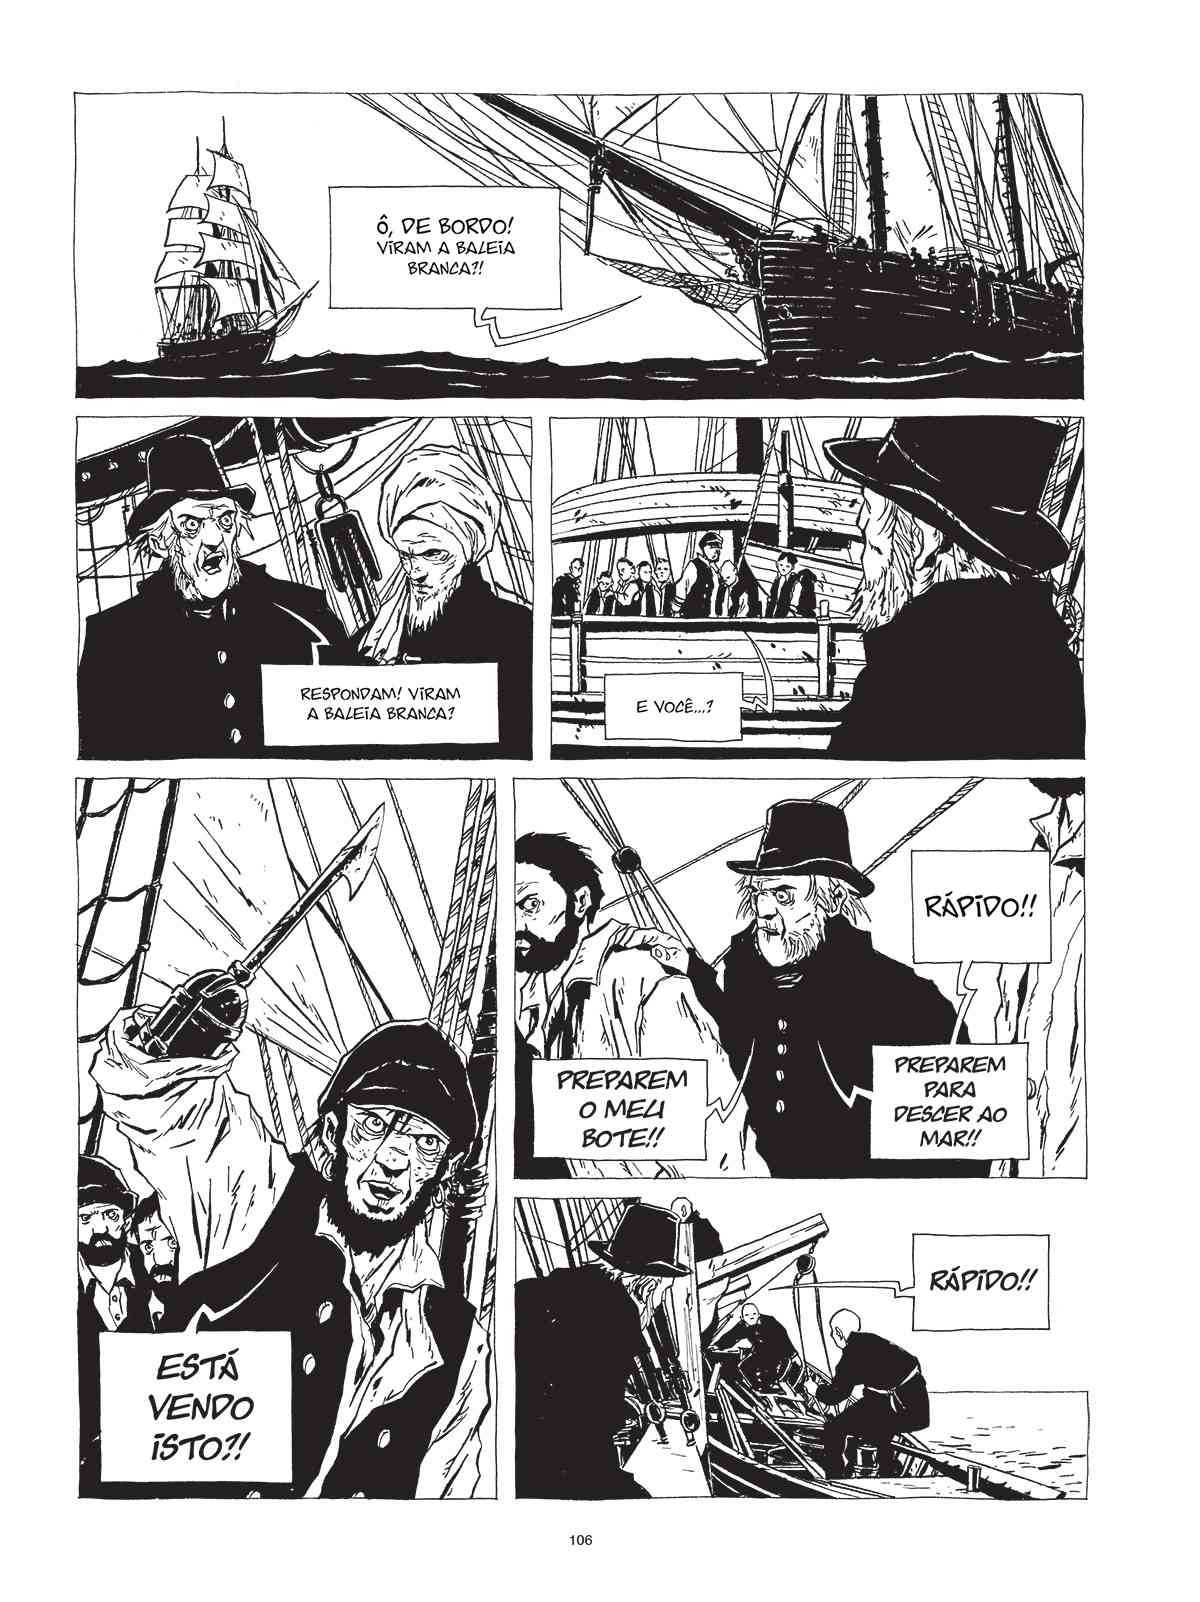 Ô, DE BORDO!
VIRAM A BALEIA
BRANCA?!
RESPONDAM! VIRAM
A BALEIA BRANCA?
E VOCÊ...?
ESTÁ
VENDO
ISTO?!
RÁPIDO!!
PREPAREM
O MEU
BOTE!!
PREPAREM
PARA
DESCER AO
MAR!!
RÁPIDO!!
106